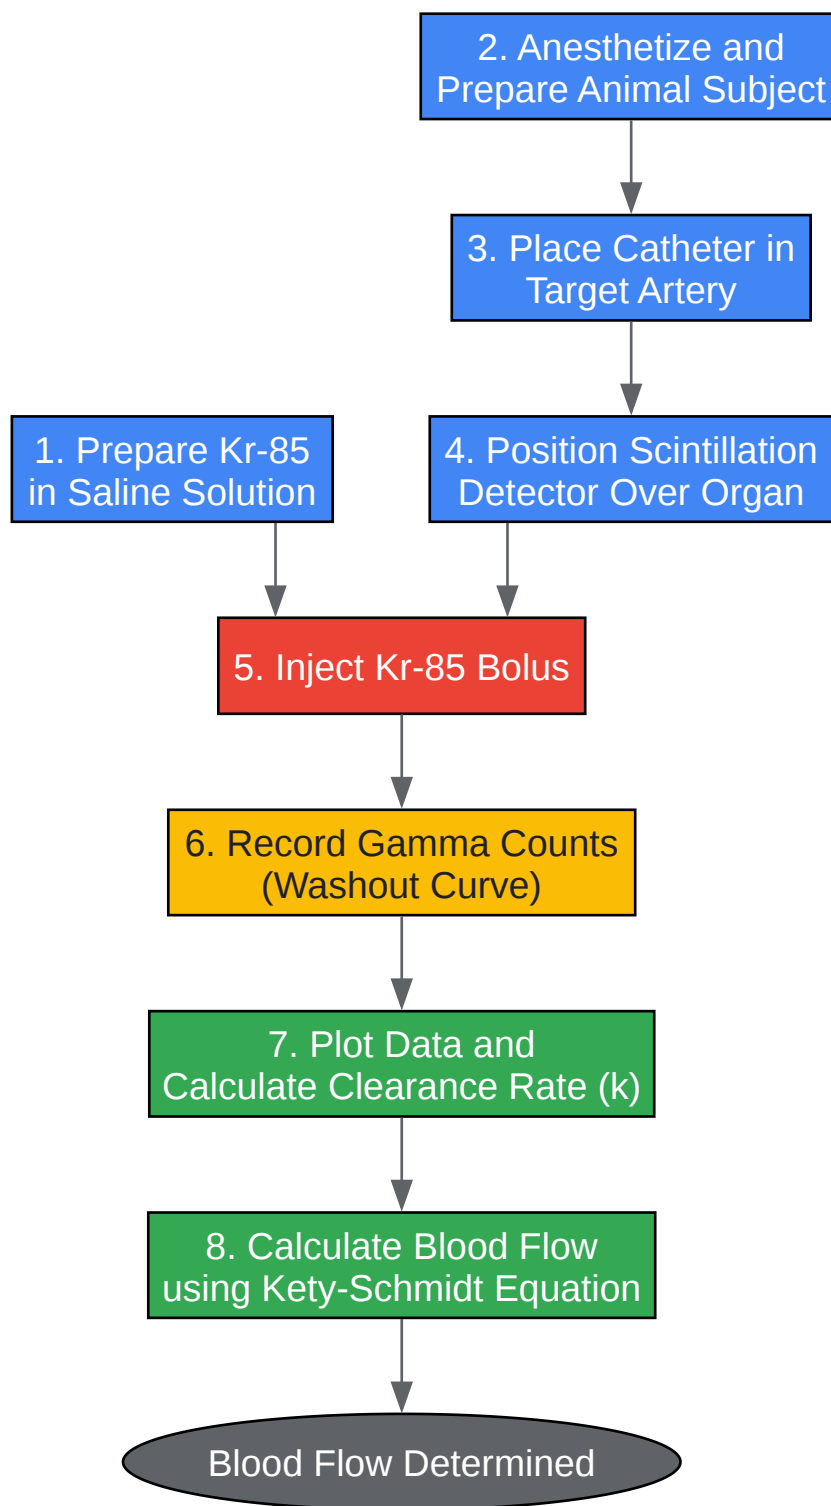 2. Anesthetize and
Prepare Animal Subject
3. Place Catheter in
Target Artery
1. Prepare Kr-85
in Saline Solution
4. Position Scintillation
Detector Over Organ
5. Inject Kr-85 Bolus
6. Record Gamma Counts
(Washout Curve)
7. Plot Data and
Calculate Clearance Rate (k)
8. Calculate Blood Flow
using Kety-Schmidt Equation
Blood Flow Determined